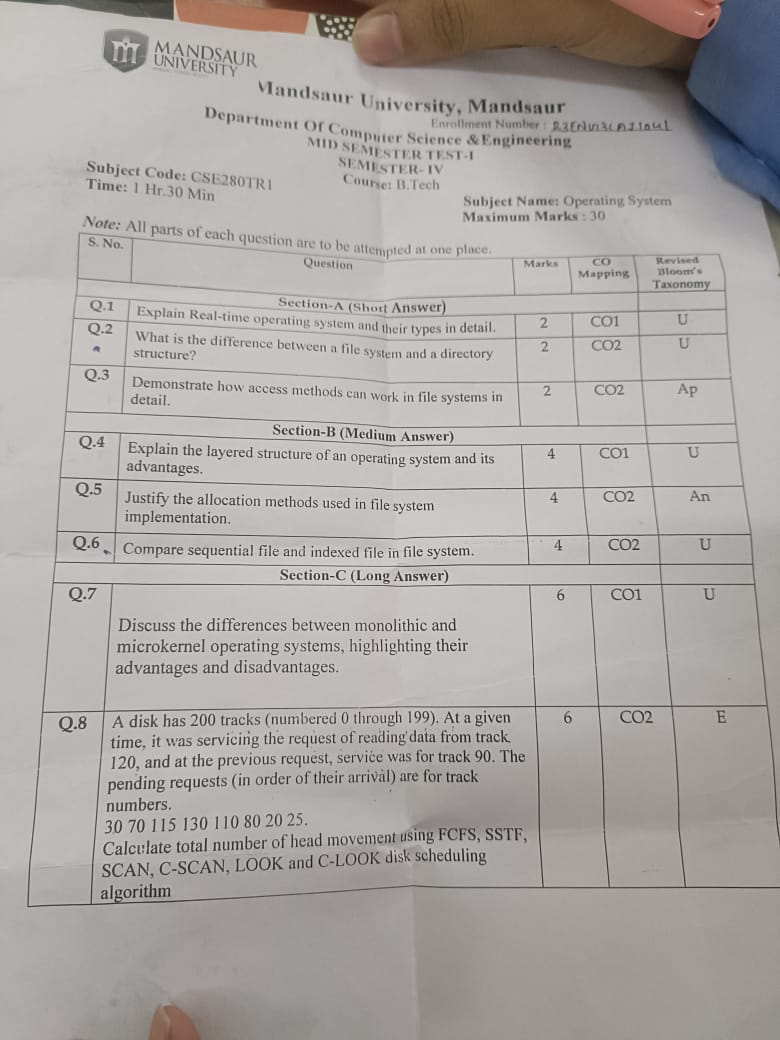 MANDSAUR
UNIVERSITY
Mandsaur University, Mandsaur
Enrollment Number :
Department Of Computer Science &Engineering
MID SEMESTER TEST-I
SEMESTER- IV
Subject Code: CSE280TR1
Course: B.Tech
Time: 1 Hr.30 Min
Subject Name: Operating System
Maximum Marks : 30
Note: All parts of each question are to be attempted at one place.
S. No. Question Marks CO Mapping Revised Bloom's Taxonomy
Section-A (Short Answer)
Q.1 Explain Real-time operating system and their types in detail. 2 CO1 U
Q.2 What is the difference between a file system and a directory 2 CO2 U
structure?
Q.3 Demonstrate how access methods can work in file systems in 2 CO2 Ap
detail.
Section-B (Medium Answer)
Q.4 Explain the layered structure of an operating system and its 4 CO1 U
advantages.
Q.5 Justify the allocation methods used in file system 4 CO2 An
implementation.
Q.6 Compare sequential file and indexed file in file system. 4 CO2 U
Section-C (Long Answer)
Q.7 6 CO1 U
Discuss the differences between monolithic and
microkernel operating systems, highlighting their
advantages and disadvantages.
Q.8 A disk has 200 tracks (numbered 0 through 199). At a given 6 CO2 E
time, it was servicing the request of reading data from track
120, and at the previous request, service was for track 90. The
pending requests (in order of their arrival) are for track
numbers.
30 70 115 130 110 80 20 25.
Calculate total number of head movement using FCFS, SSTF,
SCAN, C-SCAN, LOOK and C-LOOK disk scheduling
algorithm